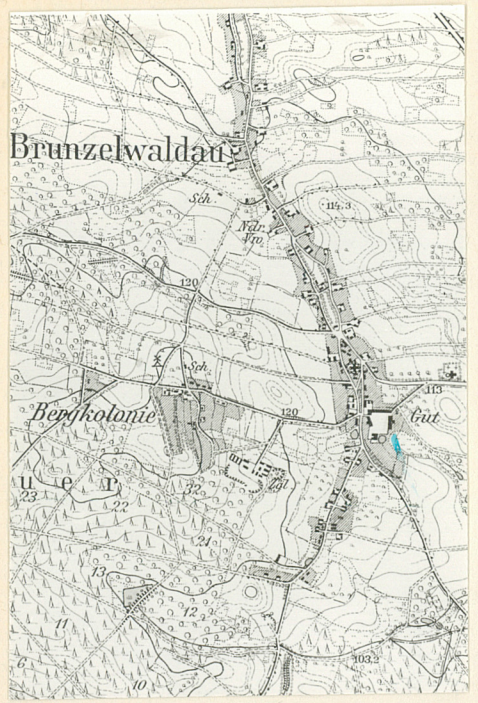 Brunzelwaldau
Sch.
114.3
Ndr.
Vw.
120
Sch
Bergkolonie
120
113
Gut
u e r
23
22
32
21
13
12
11
6
10
103,2